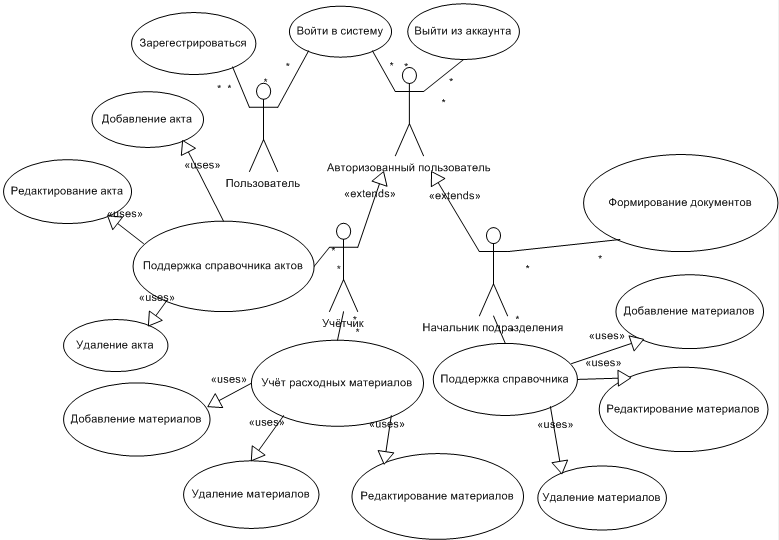 Зарегестрироваться
Войти в систему
Выйти из аккаунта
*
*
*
*
*
*
*
*
*
Добавление акта
«uses»
Пользователь
Авторизованный пользователь
Редактирование акта
«uses»
«extends»
«extends»
Формирование документов
Поддержка справочника актов
*
*
*
*
«uses»
Удаление акта
Учётчик
*
*
Начальник подразделения
*
*
Добавление материалов
«uses»
«uses»
Учёт расходных материалов
Поддержка справочника
«uses»
Добавление материалов
Редактирование материалов
«uses»
«uses»
«uses»
Удаление материалов
Редактирование материалов
Удаление материалов